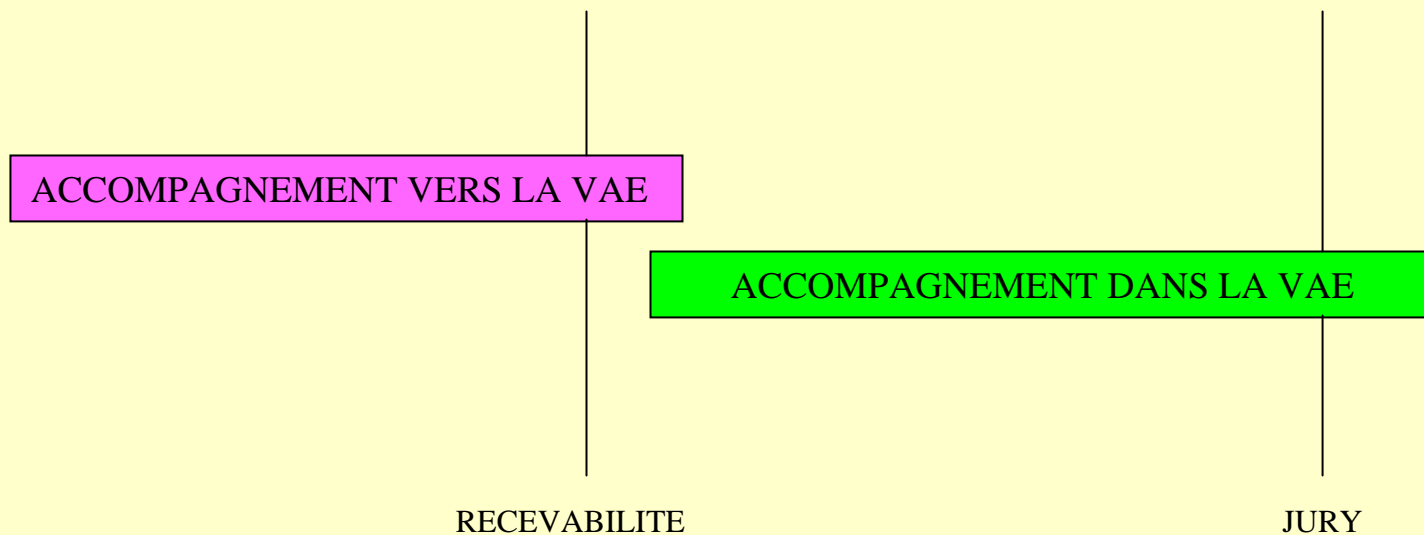 ACCOMPAGNEMENT VERS LA VAE
ACCOMPAGNEMENT DANS LA VAE
RECEVABILITE
JURY